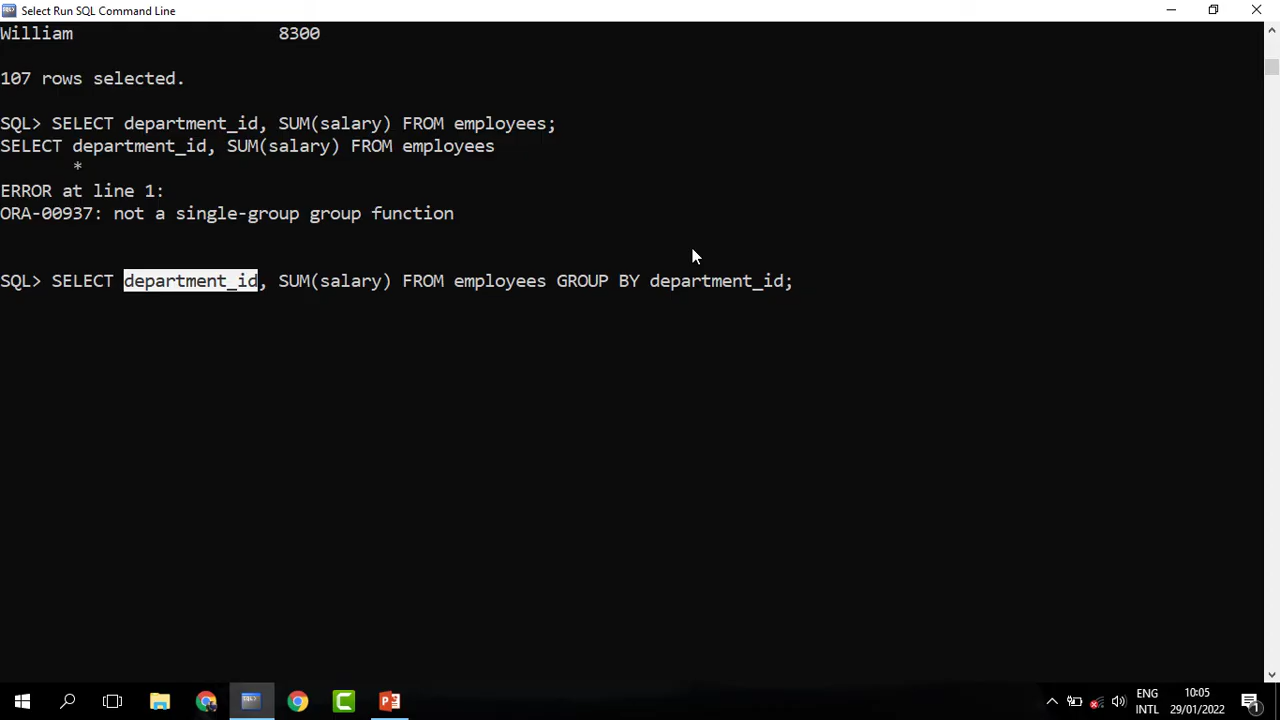 Select Run SQL Command Line
William 8300
107 rows selected.
SQL> SELECT department_id, SUM(salary) FROM employees;
SELECT department_id, SUM(salary) FROM employees
*
ERROR at line 1:
ORA-00937: not a single-group group function
SQL> SELECT department_id, SUM(salary) FROM employees GROUP BY department_id;
ENG 10:05
INTL 29/01/2022 1